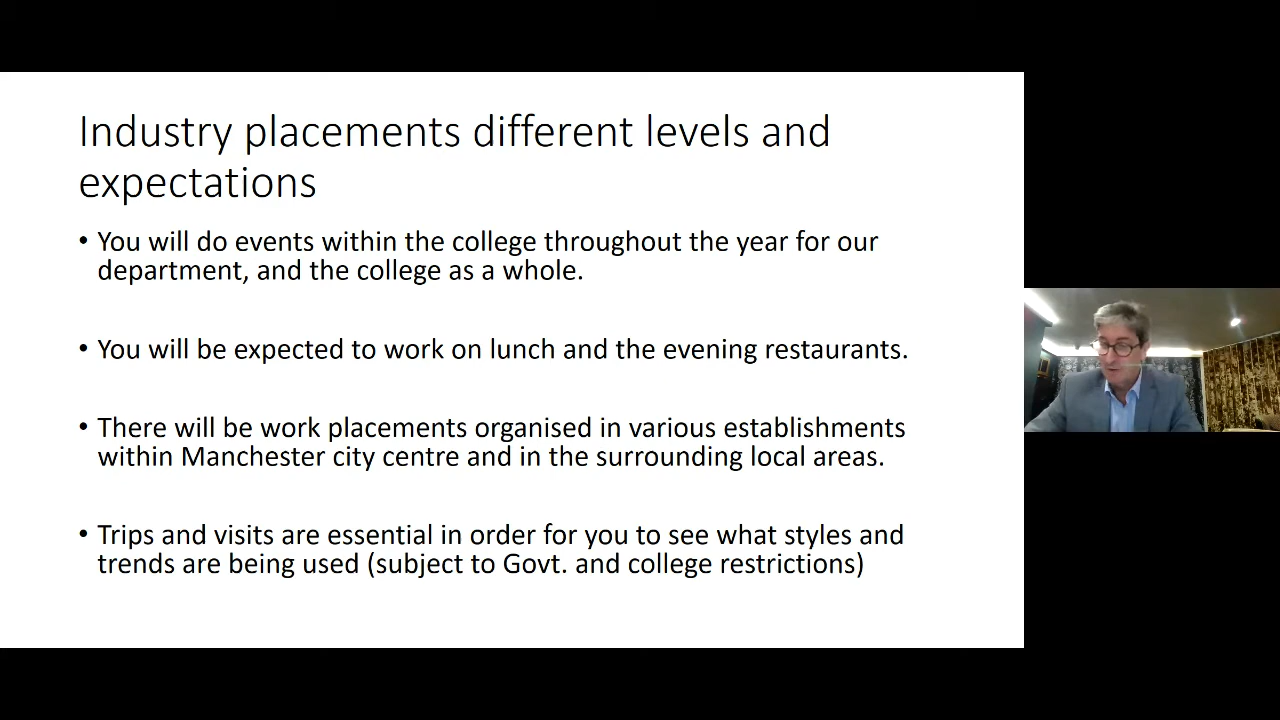 Industry placements different levels and
expectations
• You will do events within the college throughout the year for our
department, and the college as a whole.
• You will be expected to work on lunch and the evening restaurants.
• There will be work placements organised in various establishments
within Manchester city centre and in the surrounding local areas.
• Trips and visits are essential in order for you to see what styles and
trends are being used (subject to Govt. and college restrictions)